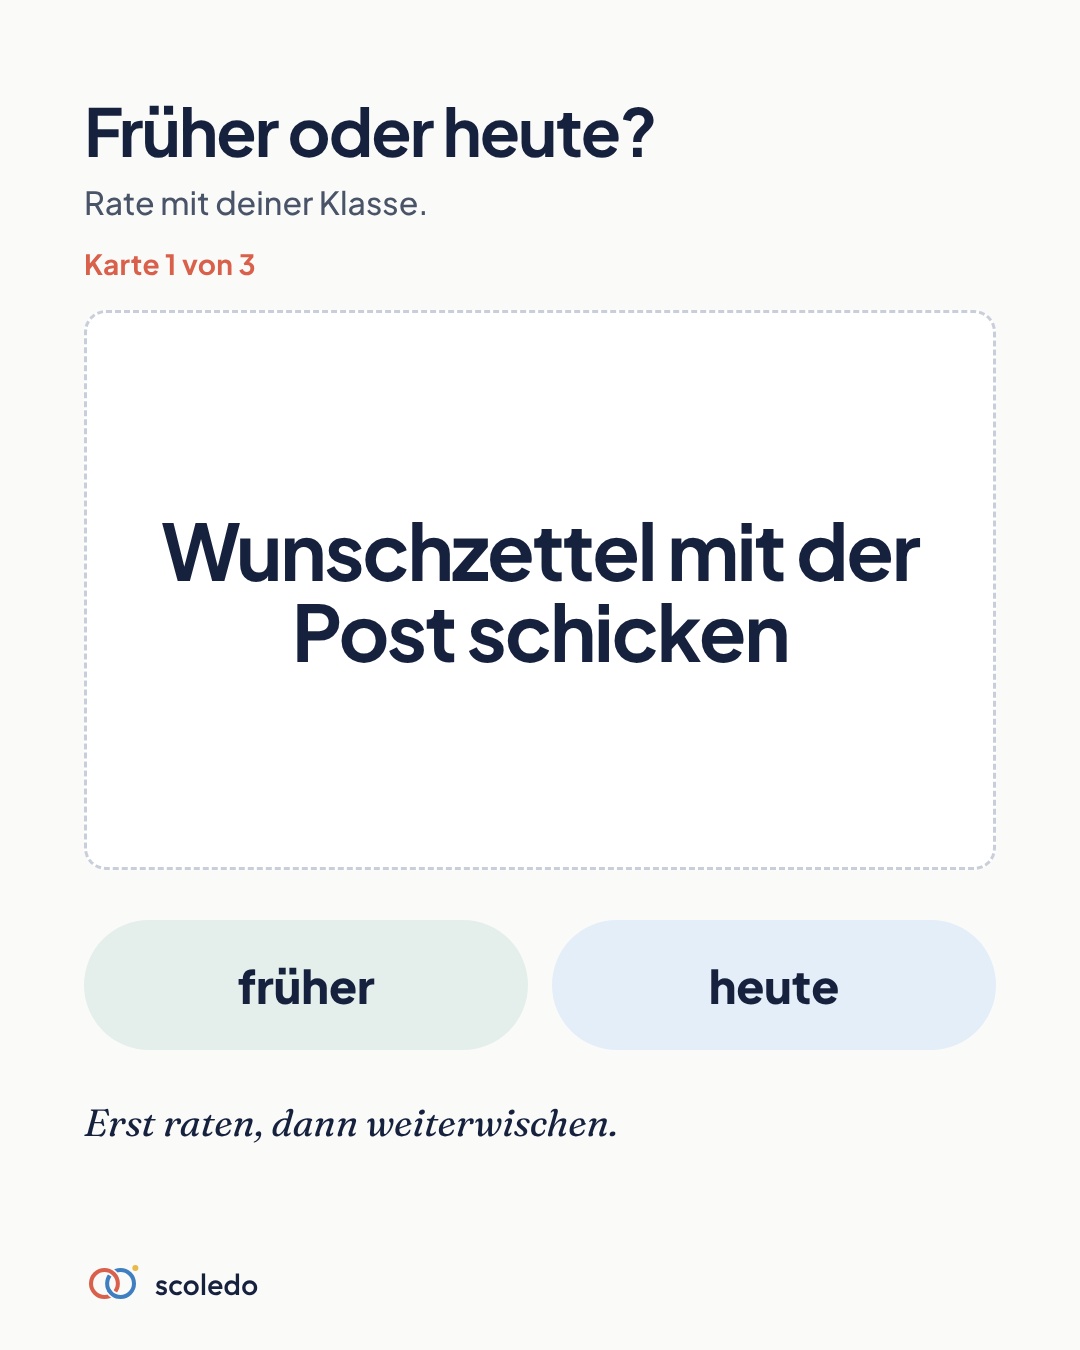 Früher oder heute?
Rate mit deiner Klasse.
Karte 1 von 3
Wunschzettel mit der
Post schicken
früher
heute
Erst raten, dann weiterwischen.
scoledo